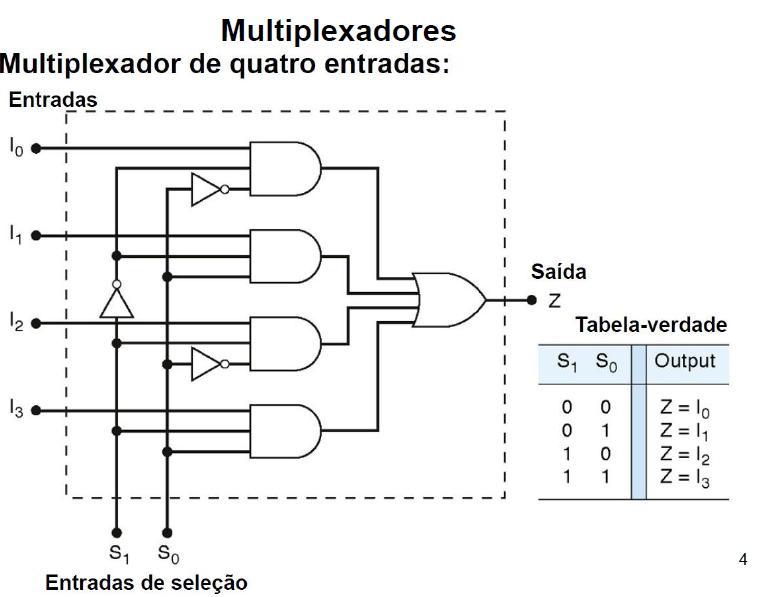 Multiplexadores
Multiplexador de quatro entradas:
Entradas
I0
I1
I2
I3
S1 S0
Entradas de seleção
Saída
Z
Tabela-verdade
S1 S0 Output
0 0 Z = I0
0 1 Z = I1
1 0 Z = I2
1 1 Z = I3
4